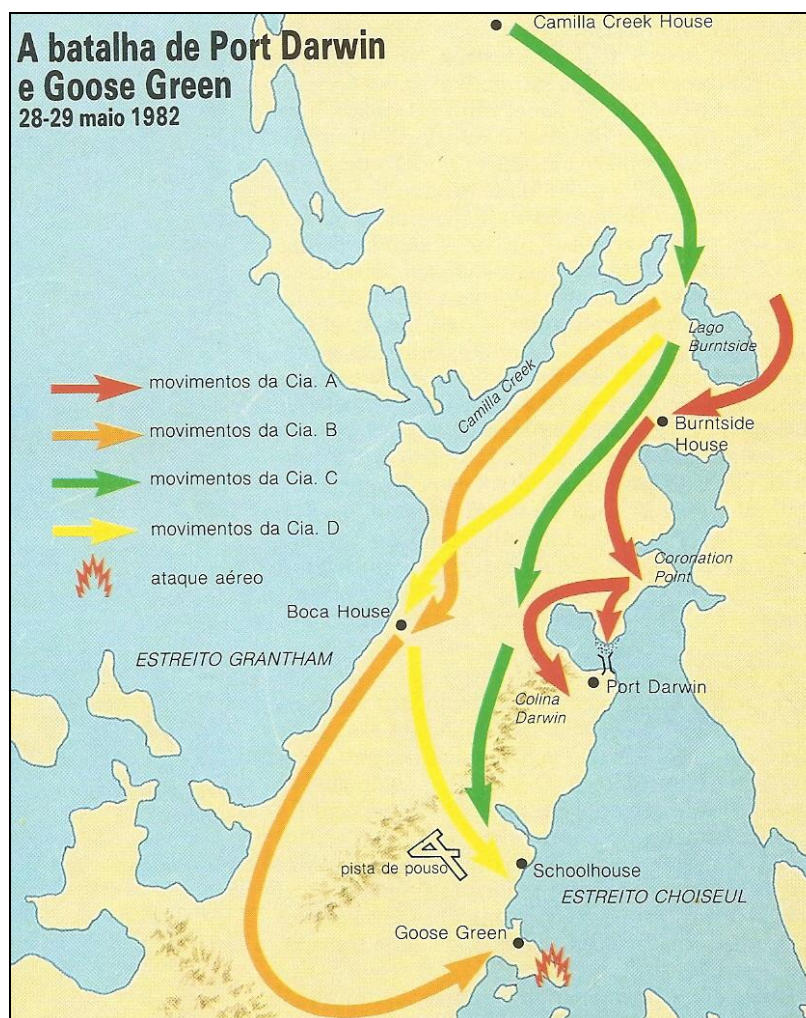 A batalha de Port Darwin
e Goose Green
28-29 maio 1982
Camilla Creek House
Lago
Burntside
movimentos da Cia. A
Camilla Creek
Burntside
House
movimentos da Cia. B
movimentos da Cia. C
movimentos da Cia. D
ataque aéreo
Coronation
Point
Boca House
ESTREITO GRANTHAM
Port Darwin
Colina
Darwin
pista de pouso
Schoolhouse
ESTREITO CHOISEUL
Goose Green